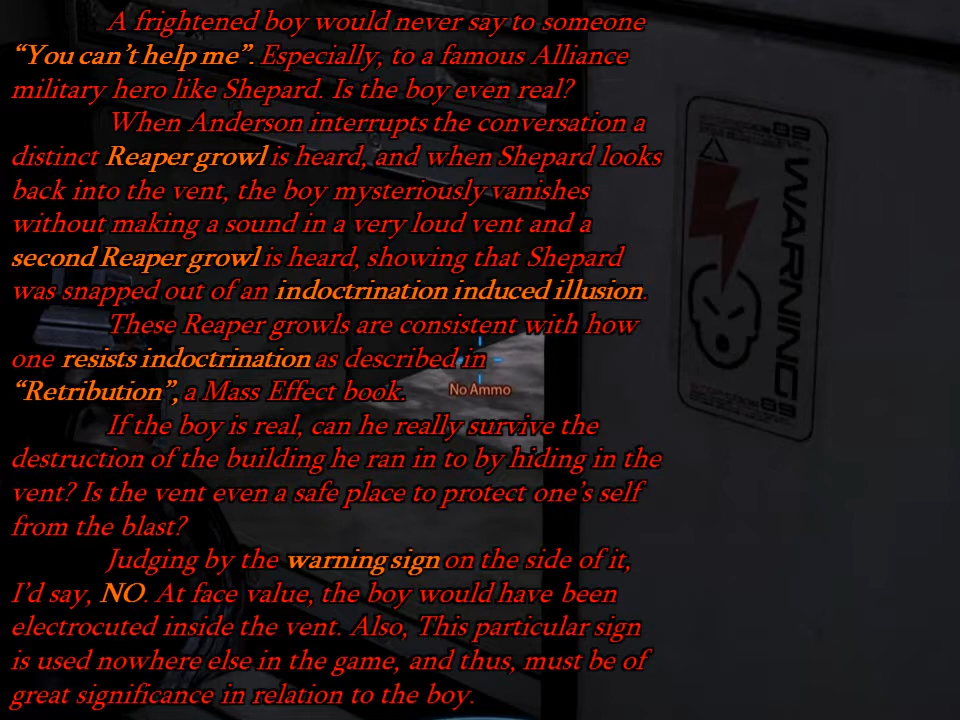 A frightened boy would never say to someone
“You can’t help me”. Especially, to a famous Alliance
military hero like Shepard. Is the boy even real?
When Anderson interrupts the conversation a
distinct Reaper growl is heard, and when Shepard looks
back into the vent, the boy mysteriously vanishes
without making a sound in a very loud vent and a
second Reaper growl is heard, showing that Shepard
was snapped out of an indoctrination induced illusion.
These Reaper growls are consistent with how
one resists indoctrination as described in
“Retribution”, a Mass Effect book.
If the boy is real, can he really survive the
destruction of the building he ran in to by hiding in the
vent? Is the vent even a safe place to protect one’s self
from the blast?
Judging by the warning sign on the side of it,
I’d say, NO. At face value, the boy would have been
electrocuted inside the vent. Also, This particular sign
is used nowhere else in the game, and thus, must be of
great significance in relation to the boy.
No Ammo
89
WARNING
89